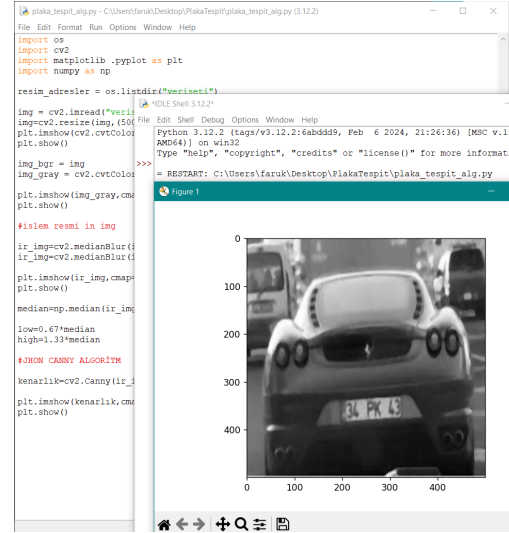 plaka_tespit_alg.py - C:\Users\faruk\Desktop\PlakaTespit\plaka_tespit_alg.py (3.12.2)
File Edit Format Run Options Window Help
import os
import cv2
import matplotlib .pyplot as plt
import numpy as np
resim_adresler = os.listdir("veriseti")
img = cv2.imread("veris
img=cv2.resize(img,(500
plt.imshow(cv2.cvtColor
plt.show()
img_bgr = img
img_gray = cv2.cvtColo
plt.imshow(img_gray,cma
plt.show()
#islem resmi in img
ir_img=cv2.medianBlur(i
ir_img=cv2.medianBlur(i
plt.imshow(ir_img,cmap=
plt.show()
median=np.median(ir_img
low=0.67*median
high=1.33*median
#JHON CANNY ALGORİTM
kenarlık=cv2.Canny(ir_i
plt.imshow(kenarlık,cma
plt.show()
*IDLE Shell 3.12.2*
File Edit Shell Debug Options Window Help
Python 3.12.2 (tags/v3.12.2:6abddd9, Feb 6 2024, 21:26:36) [MSC v.1
AMD64)] on win32
Type "help", "copyright", "credits" or "license()" for more informat
>>>
= RESTART: C:\Users\faruk\Desktop\PlakaTespit\plaka_tespit_alg.py
Figure 1
0
100
200
300
400
34 PK 43
0 100 200 300 400